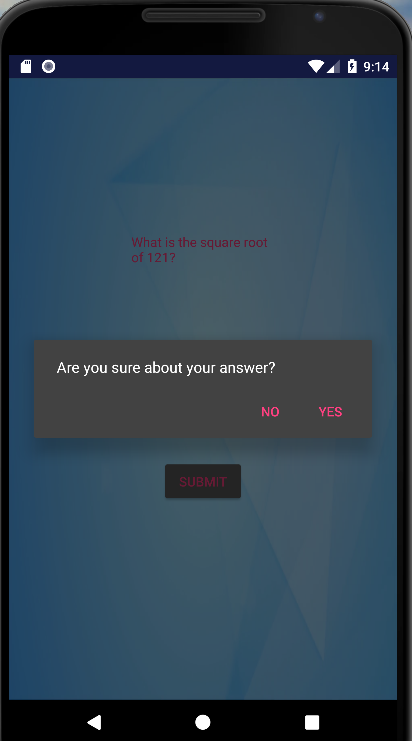 9:14
What is the square root
of 121?
Are you sure about your answer?
NO YES
SUBMIT